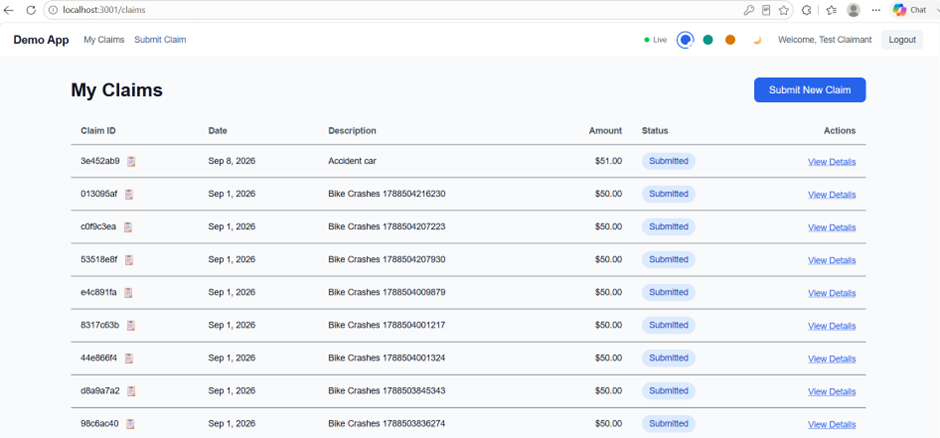 localhost:3001/claims
Chat
Demo App My Claims Submit Claim Live Welcome, Test Claimant Logout
My Claims Submit New Claim
Claim ID Date Description Amount Status Actions
3e452ab9 Sep 8, 2026 Accident car $51.00 Submitted View Details
013095af Sep 1, 2026 Bike Crashes 1788504216230 $50.00 Submitted View Details
c0f9c3ea Sep 1, 2026 Bike Crashes 1788504207223 $50.00 Submitted View Details
53518e8f Sep 1, 2026 Bike Crashes 1788504207930 $50.00 Submitted View Details
e4c891fa Sep 1, 2026 Bike Crashes 1788504009879 $50.00 Submitted View Details
8317c63b Sep 1, 2026 Bike Crashes 1788504001217 $50.00 Submitted View Details
44e866f4 Sep 1, 2026 Bike Crashes 1788504001324 $50.00 Submitted View Details
d8a9a7a2 Sep 1, 2026 Bike Crashes 1788503845343 $50.00 Submitted View Details
98c6ac40 Sep 1, 2026 Bike Crashes 1788503836274 $50.00 Submitted View Details